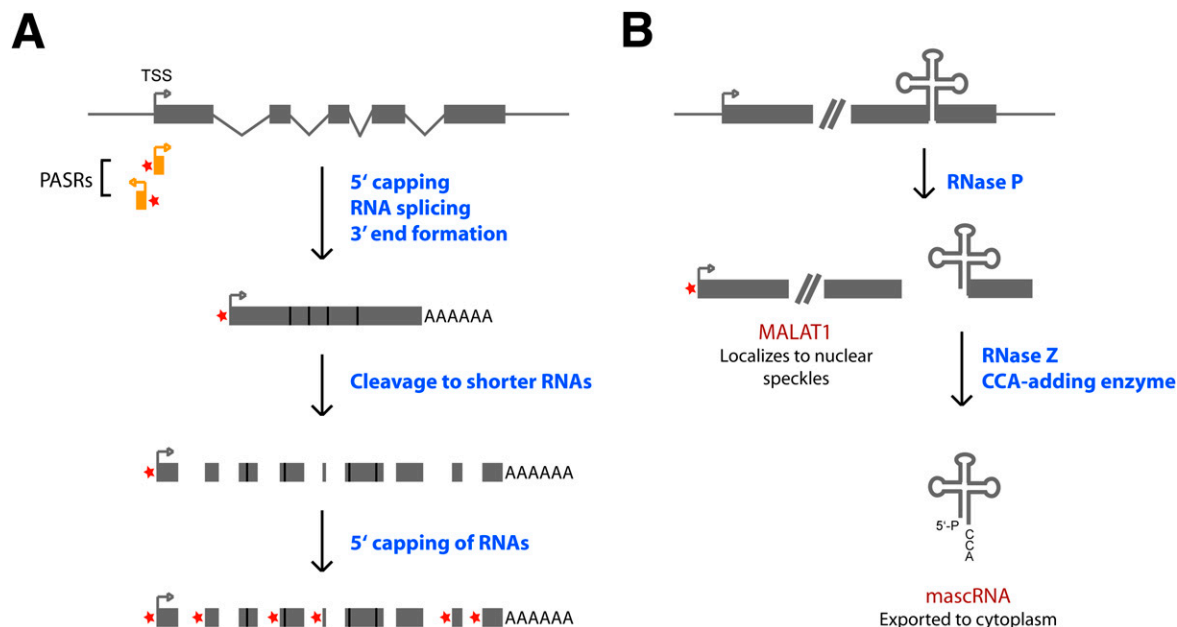 A
TSS
PASRs
5′ capping
RNA splicing
3′ end formation
AAAAAA
Cleavage to shorter RNAs
AAAAAA
5′ capping of RNAs
AAAAAA
B
RNase P
MALAT1
Localizes to nuclear
speckles
RNase Z
CCA-adding enzyme
5′-P
C
C
A
mascRNA
Exported to cytoplasm